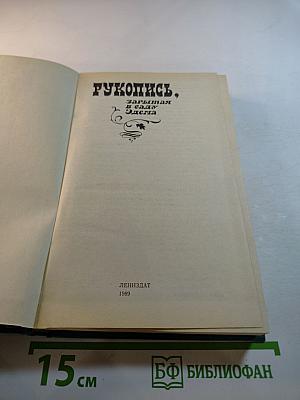 РУКОПИСЬ,
зарытая
в саду
Эдема
ЛЕНИЗДАТ
1989
15 см
БФ БИБЛИОФАН